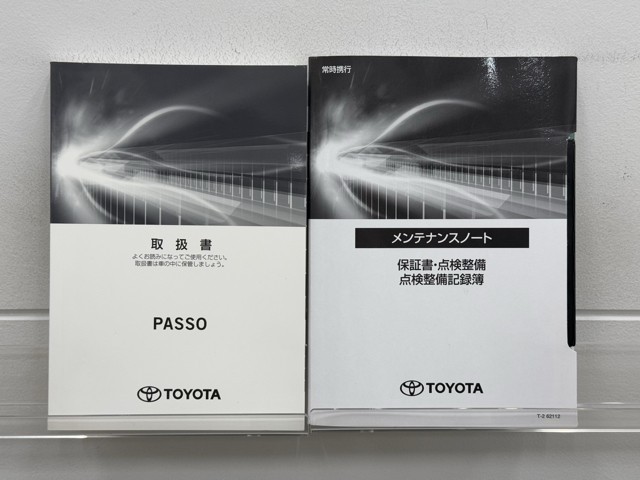 取扱書
よくお読みになってご使用ください。
取扱書は車の中に保管しましょう。
PASSO
TOYOTA
常時携行
メンテナンスノート
保証書・点検整備
点検整備記録簿
TOYOTA
T-2 82112